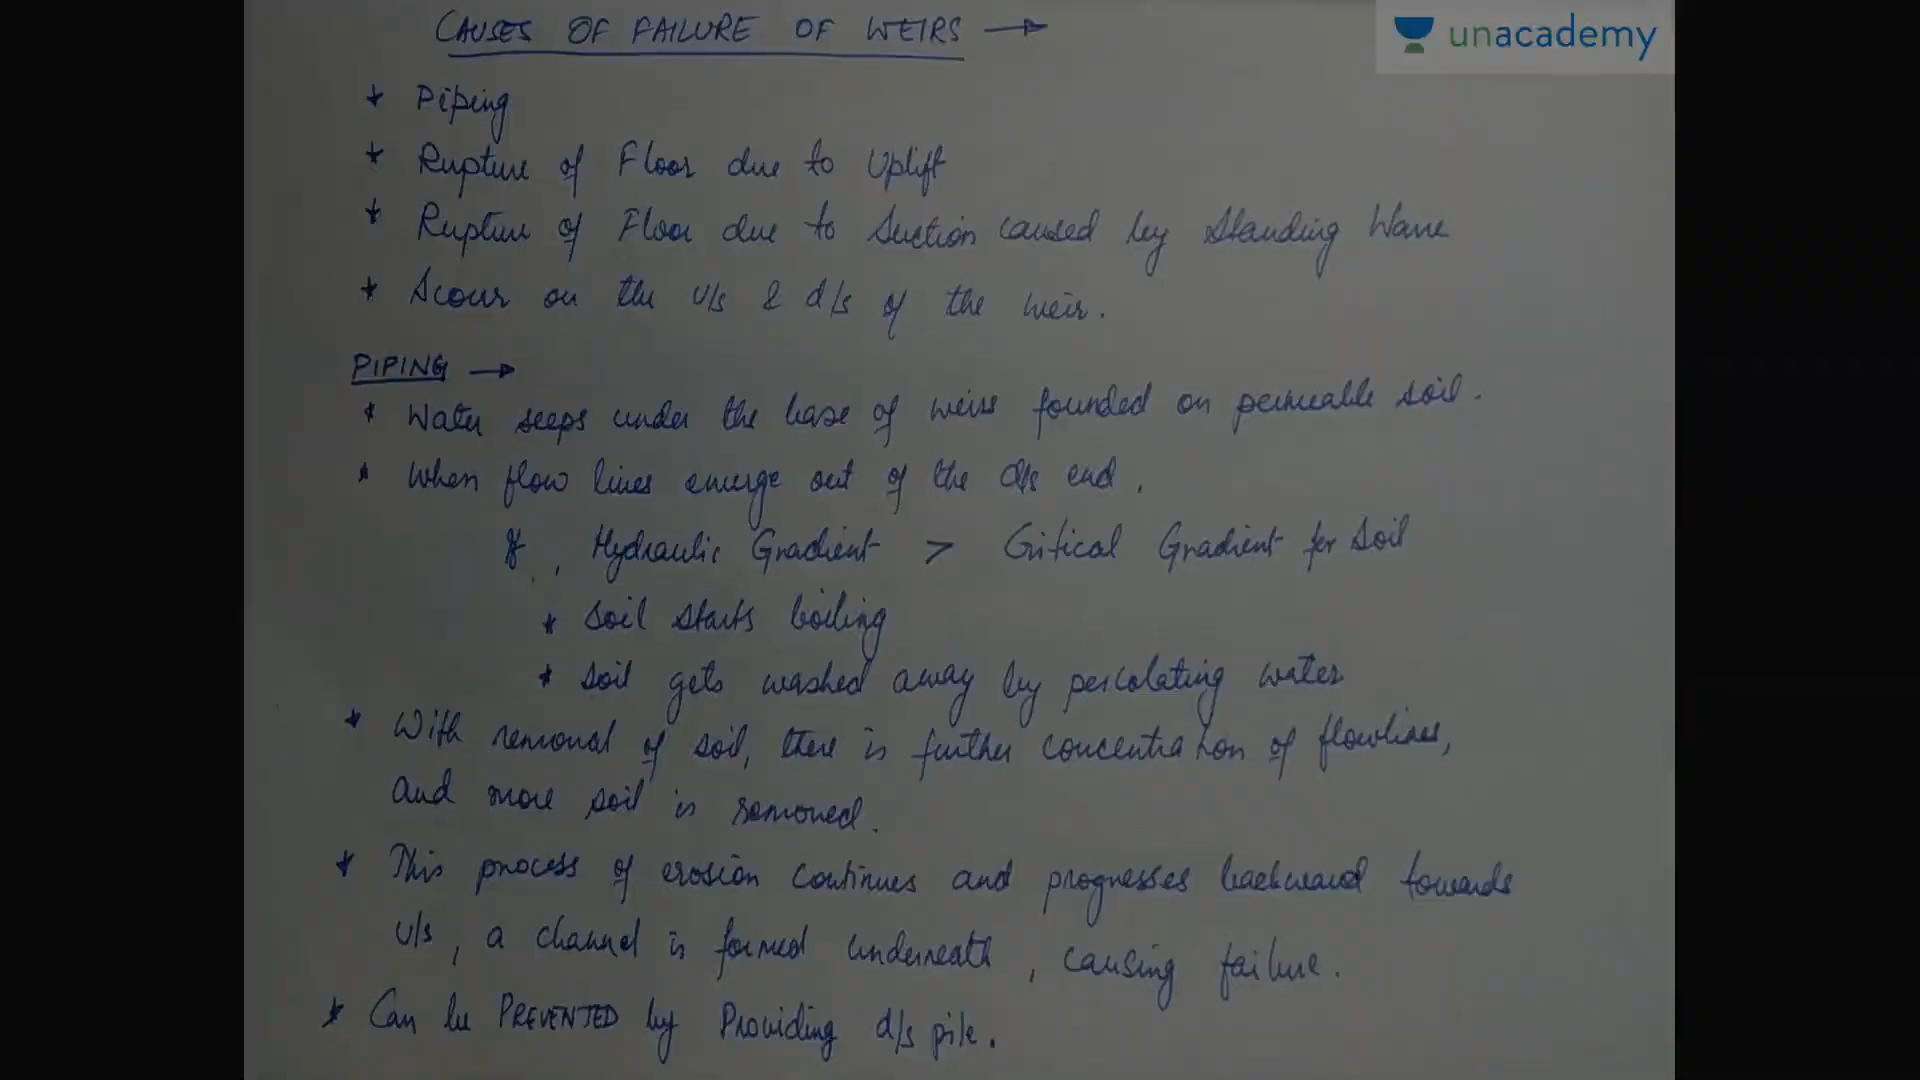 CAUSES OF FAILURE OF WEIRS →
unacademy
* Piping
* Rupture of Floor due to Uplift
* Rupture of Floor due to Suction caused by Standing Wave
* Scour on the u/s & d/s of the weir.
PIPING →
* Water seeps under the base of weirs founded on permeable soil.
* When flow lines emerge out of the d/s end,
If, Hydraulic Gradient > Critical Gradient for Soil
* Soil starts boiling
* Soil gets washed away by percolating water
* With removal of soil, there is further concentration of flowlines,
and more soil is removed.
* This process of erosion continues and progresses backward towards
u/s, a channel is formed underneath, causing failure.
* Can be PREVENTED by Providing d/s pile.